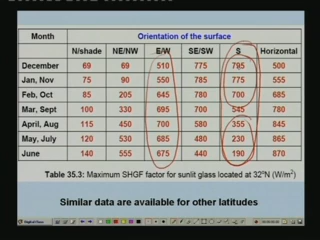 Month Orientation of the surface
N/shade NE/NW E/W SE/SW S Horizontal
December 69 69 510 775 795 500
Jan, Nov 75 90 550 785 775 555
Feb, Oct 85 205 645 780 700 685
Mar, Sept 100 330 695 700 545 780
April, Aug 115 450 700 580 355 845
May, July 120 530 685 480 230 865
June 140 555 675 440 190 870
Table 35.3: Maximum SHGF for sunlit glass located at 32°N (W/m²)
Similar data are available for other latitudes